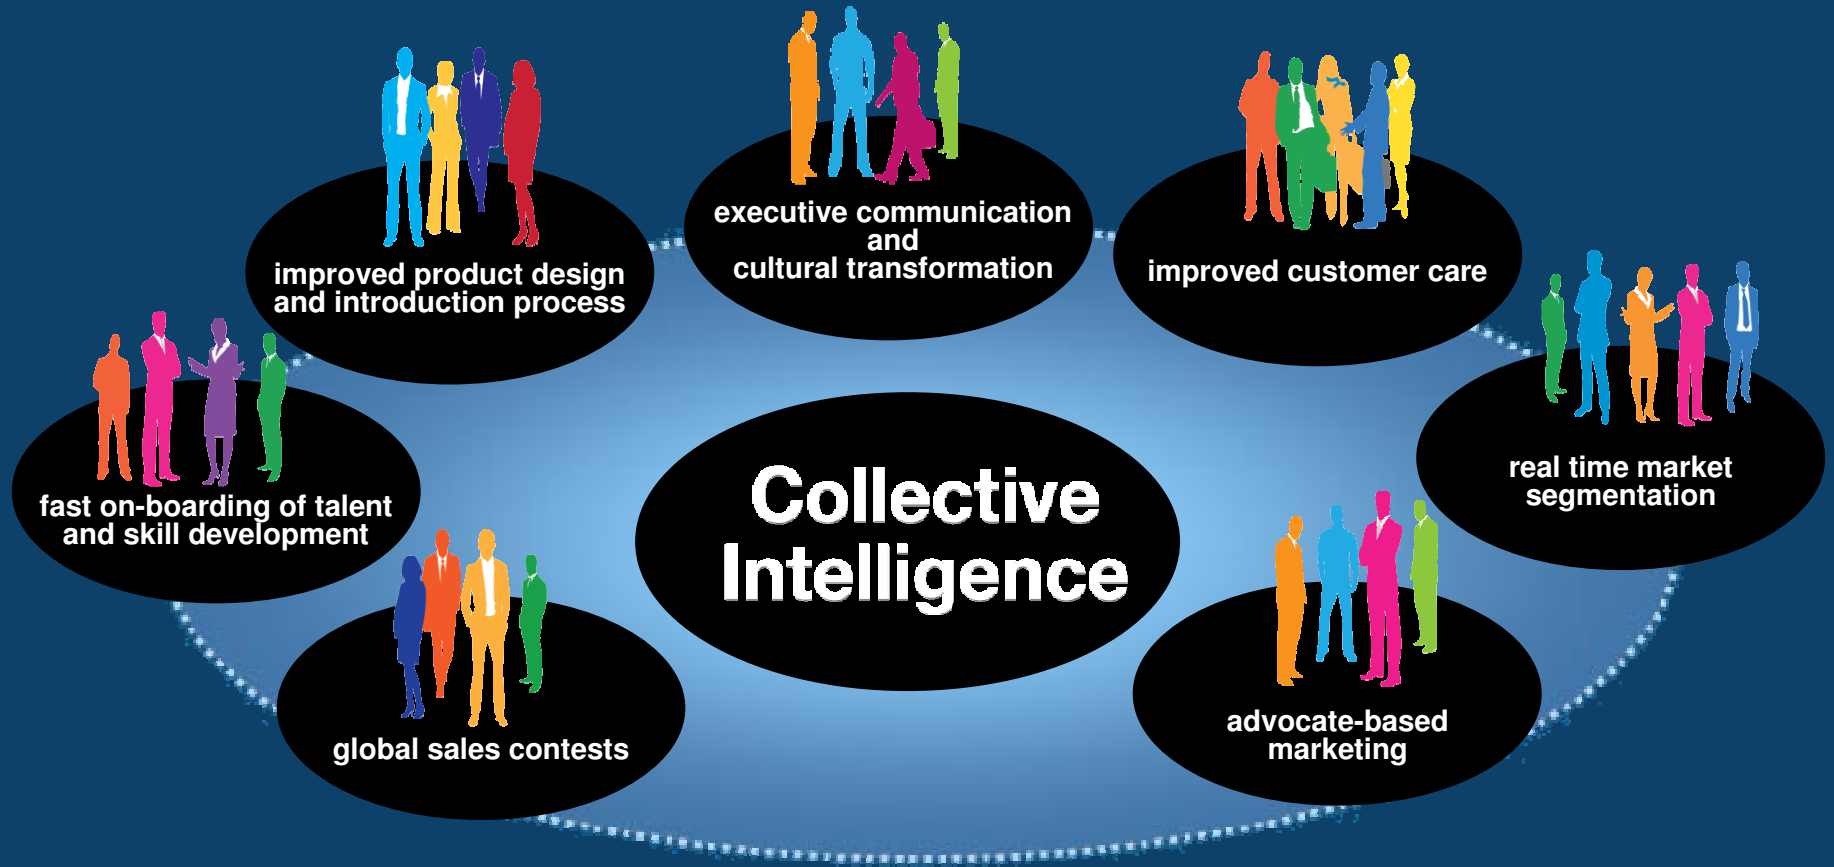 executive communication
and
cultural transformation
improved product design
and introduction process
improved customer care
fast on-boarding of talent
and skill development
real time market
segmentation
Collective
Intelligence
global sales contests
advocate-based
marketing